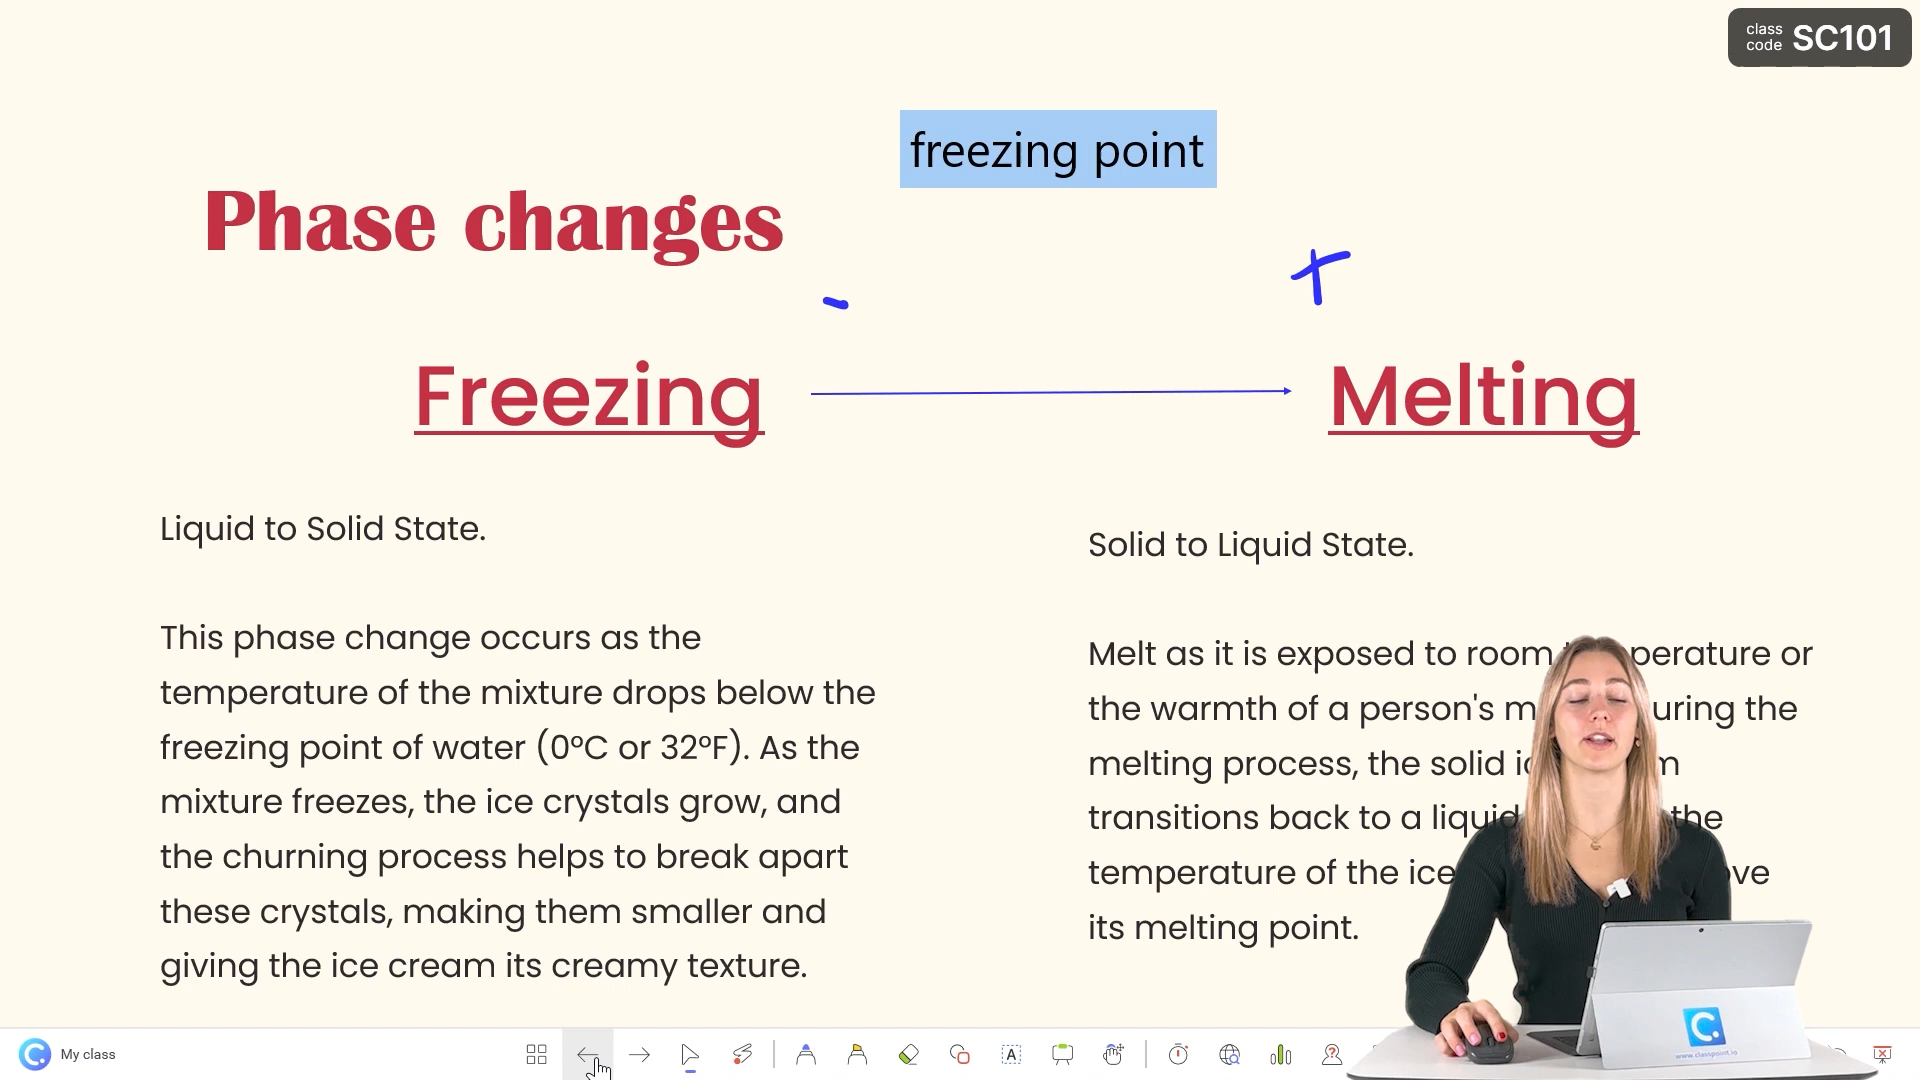 class
code SC101
freezing point
Phase changes
- +
Freezing
Melting
Liquid to Solid State.
This phase change occurs as the
temperature of the mixture drops below the
freezing point of water (0°C or 32°F). As the
mixture freezes, the ice crystals grow, and
the churning process helps to break apart
these crystals, making them smaller and
giving the ice cream its creamy texture.
Solid to Liquid State.
Melt as it is exposed to room or
the warmth of a person's the
melting process, the solid
transitions back to a liquid the
temperature of the ice
its melting point.
My class
A
C.
www.classpoint.io